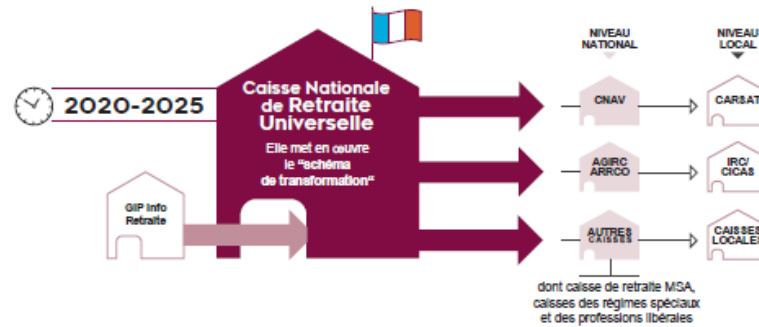 NIVEAU
NATIONAL
NIVEAU
LOCAL
2020-2025
Caisse Nationale
de Retraite
Universelle
Elle met en œuvre
le "schéma
de transformation"
GIP Info
Retraite
CNAV
CARSAT
AGIRC
ARRCO
IRC/
CICAS
AUTRES
CAISSES
CAISSES
LOCALES
dont caisse de retraite MSA,
caisses des régimes spéciaux
et des professions libérales